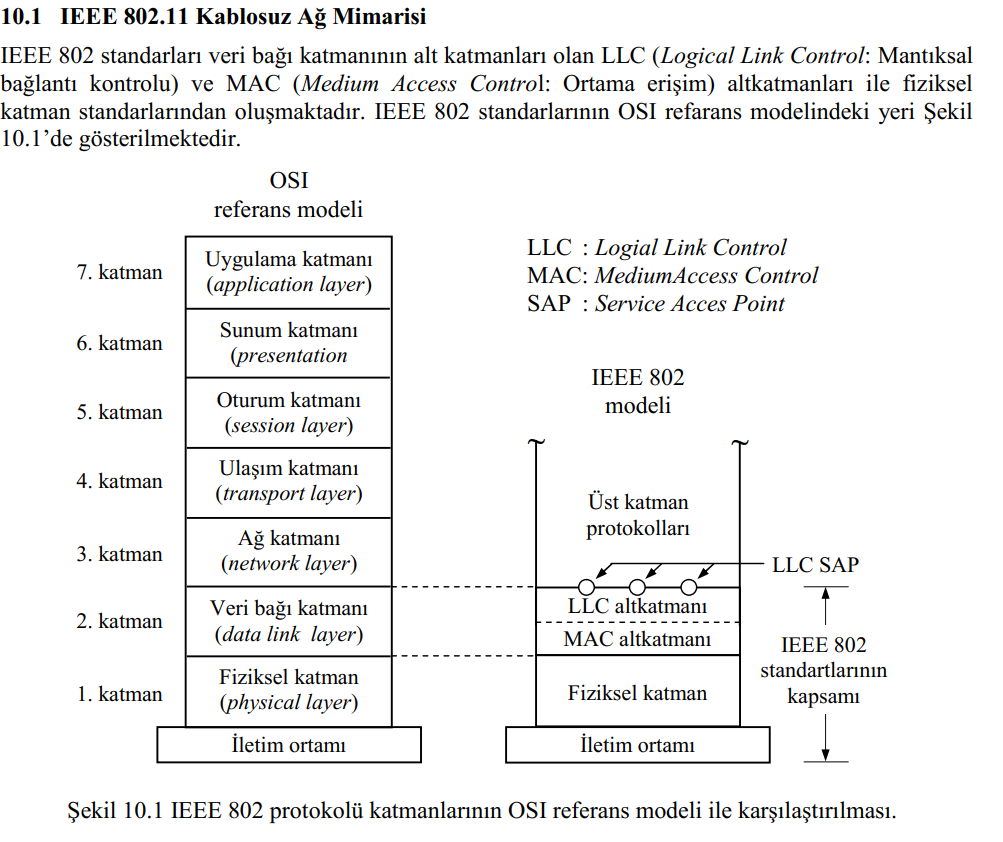 10.1 IEEE 802.11 Kablosuz Ağ Mimarisi
IEEE 802 standarları veri bağı katmanının alt katmanları olan LLC (Logical Link Control: Mantıksal
bağlantı kontrolu) ve MAC (Medium Access Control: Ortama erişim) altkatmanları ile fiziksel
katman standarlarından oluşmaktadır. IEEE 802 standarlarının OSI refarans modelindeki yeri Şekil
10.1’de gösterilmektedir.
OSI
referans modeli
7. katman
Uygulama katmanı
(application layer)
6. katman
Sunum katmanı
(presentation
5. katman
Oturum katmanı
(session layer)
4. katman
Ulaşım katmanı
(transport layer)
3. katman
Ağ katmanı
(network layer)
2. katman
Veri bağı katmanı
(data link layer)
1. katman
Fiziksel katman
(physical layer)
İletim ortamı
LLC : Logial Link Control
MAC: MediumAccess Control
SAP : Service Acces Point
IEEE 802
modeli
Üst katman
protokolları
LLC SAP
LLC altkatmanı
MAC altkatmanı
Fiziksel katman
İletim ortamı
IEEE 802
standartlarının
kapsamı
Şekil 10.1 IEEE 802 protokolü katmanlarının OSI referans modeli ile karşılaştırılması.